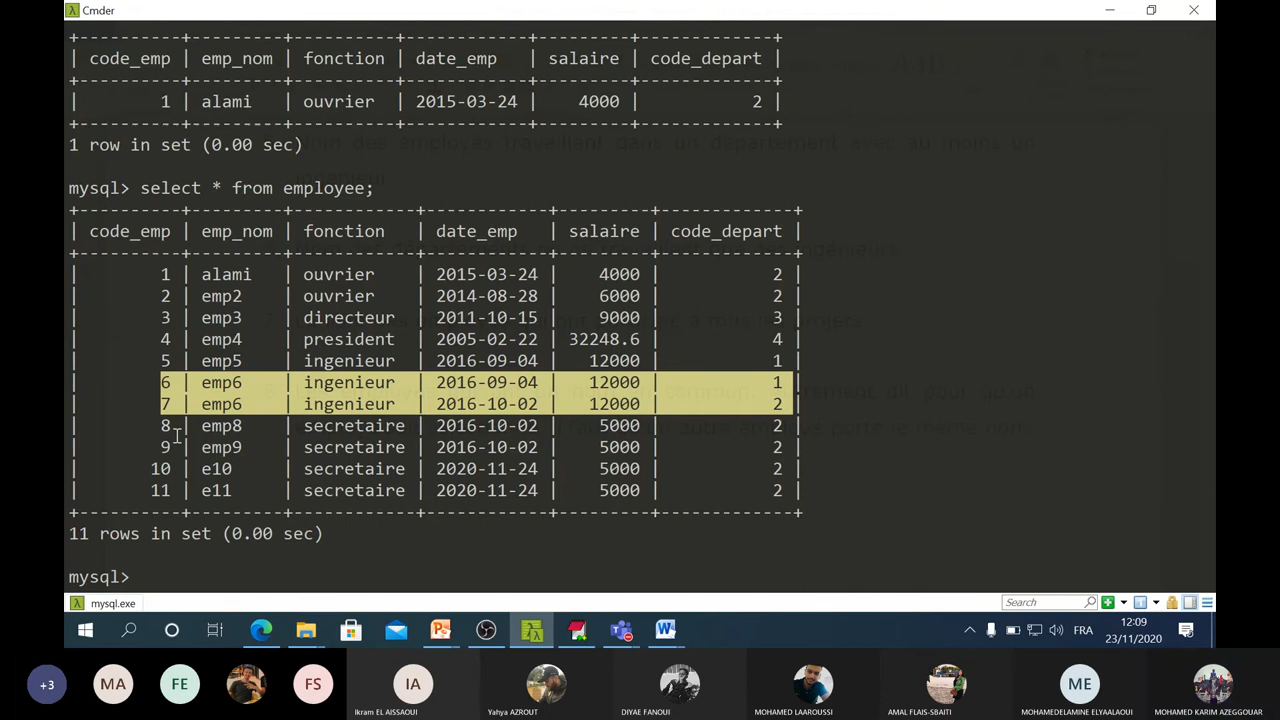 Cmder
+----------+---------+----------+------------+---------+-------------+
| code_emp | emp_nom | fonction | date_emp | salaire | code_depart |
+----------+---------+----------+------------+---------+-------------+
| 1 | alami | ouvrier | 2015-03-24 | 4000 | 2 |
+----------+---------+----------+------------+---------+-------------+
1 row in set (0.00 sec)
mysql> select * from employee;
+----------+---------+------------+------------+---------+-------------+
| code_emp | emp_nom | fonction | date_emp | salaire | code_depart |
+----------+---------+------------+------------+---------+-------------+
| 1 | alami | ouvrier | 2015-03-24 | 4000 | 2 |
| 2 | emp2 | ouvrier | 2014-08-28 | 6000 | 2 |
| 3 | emp3 | directeur | 2011-10-15 | 9000 | 3 |
| 4 | emp4 | president | 2005-02-22 | 32248.6 | 4 |
| 5 | emp5 | ingenieur | 2016-09-04 | 12000 | 1 |
| 6 | emp6 | ingenieur | 2016-09-04 | 12000 | 1 |
| 7 | emp6 | ingenieur | 2016-10-02 | 12000 | 2 |
| 8 | emp8 | secretaire | 2016-10-02 | 5000 | 2 |
| 9 | emp9 | secretaire | 2016-10-02 | 5000 | 2 |
| 10 | e10 | secretaire | 2020-11-24 | 5000 | 2 |
| 11 | e11 | secretaire | 2020-11-24 | 5000 | 2 |
+----------+---------+------------+------------+---------+-------------+
11 rows in set (0.00 sec)
mysql>
mysql.exe
Search
FRA
12:09
23/11/2020
+3
MA
FE
FS
IA
ME
Ikram EL AISSAOUI
Yahya AZROUT
DIYAE FANOUI
MOHAMED LAAROUSSI
AMAL FLAIS-SBAITI
MOHAMEDELAMINE ELYAALAOUI
MOHAMED KARIM AZEGGOUAR